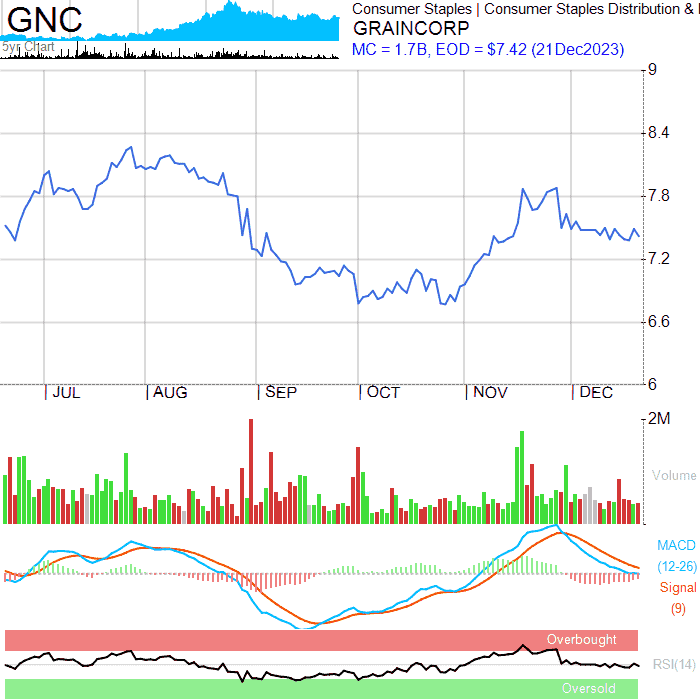 GNC
5yr Chart
Consumer Staples | Consumer Staples Distribution &
GRAINCORP
MC = 1.7B, EOD = $7.42 (21Dec2023)
9
8.4
7.8
7.2
6.6
6
JUL
AUG
SEP
OCT
NOV
DEC
2M
Volume
MACD
(12-26)
Signal
(9)
Overbought
RSI(14)
Oversold